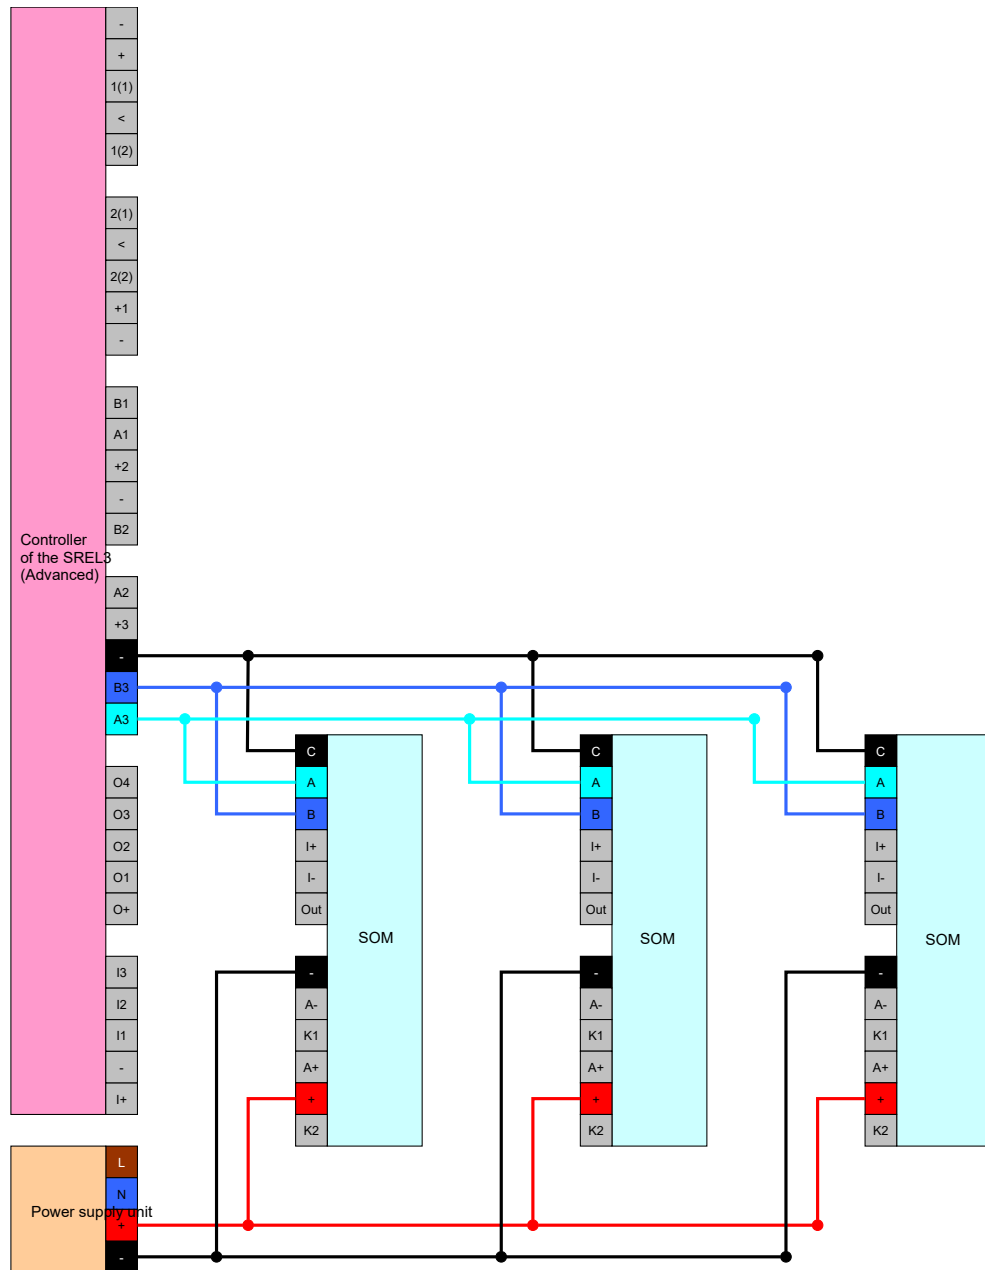 -
+
1(1)
<
1(2)
2(1)
<
2(2)
+1
-
B1
A1
+2
-
B2
Controller
of the SREL3
(Advanced)
A2
+3
-
B3
A3
O4
O3
O2
O1
O+
I3
I2
I1
-
I+
C
A
B
I+
I-
Out
SOM
-
A-
K1
A+
+
K2
C
A
B
I+
I-
Out
SOM
-
A-
K1
A+
+
K2
C
A
B
I+
I-
Out
SOM
-
A-
K1
A+
+
K2
L
N
Power supply unit
+
-